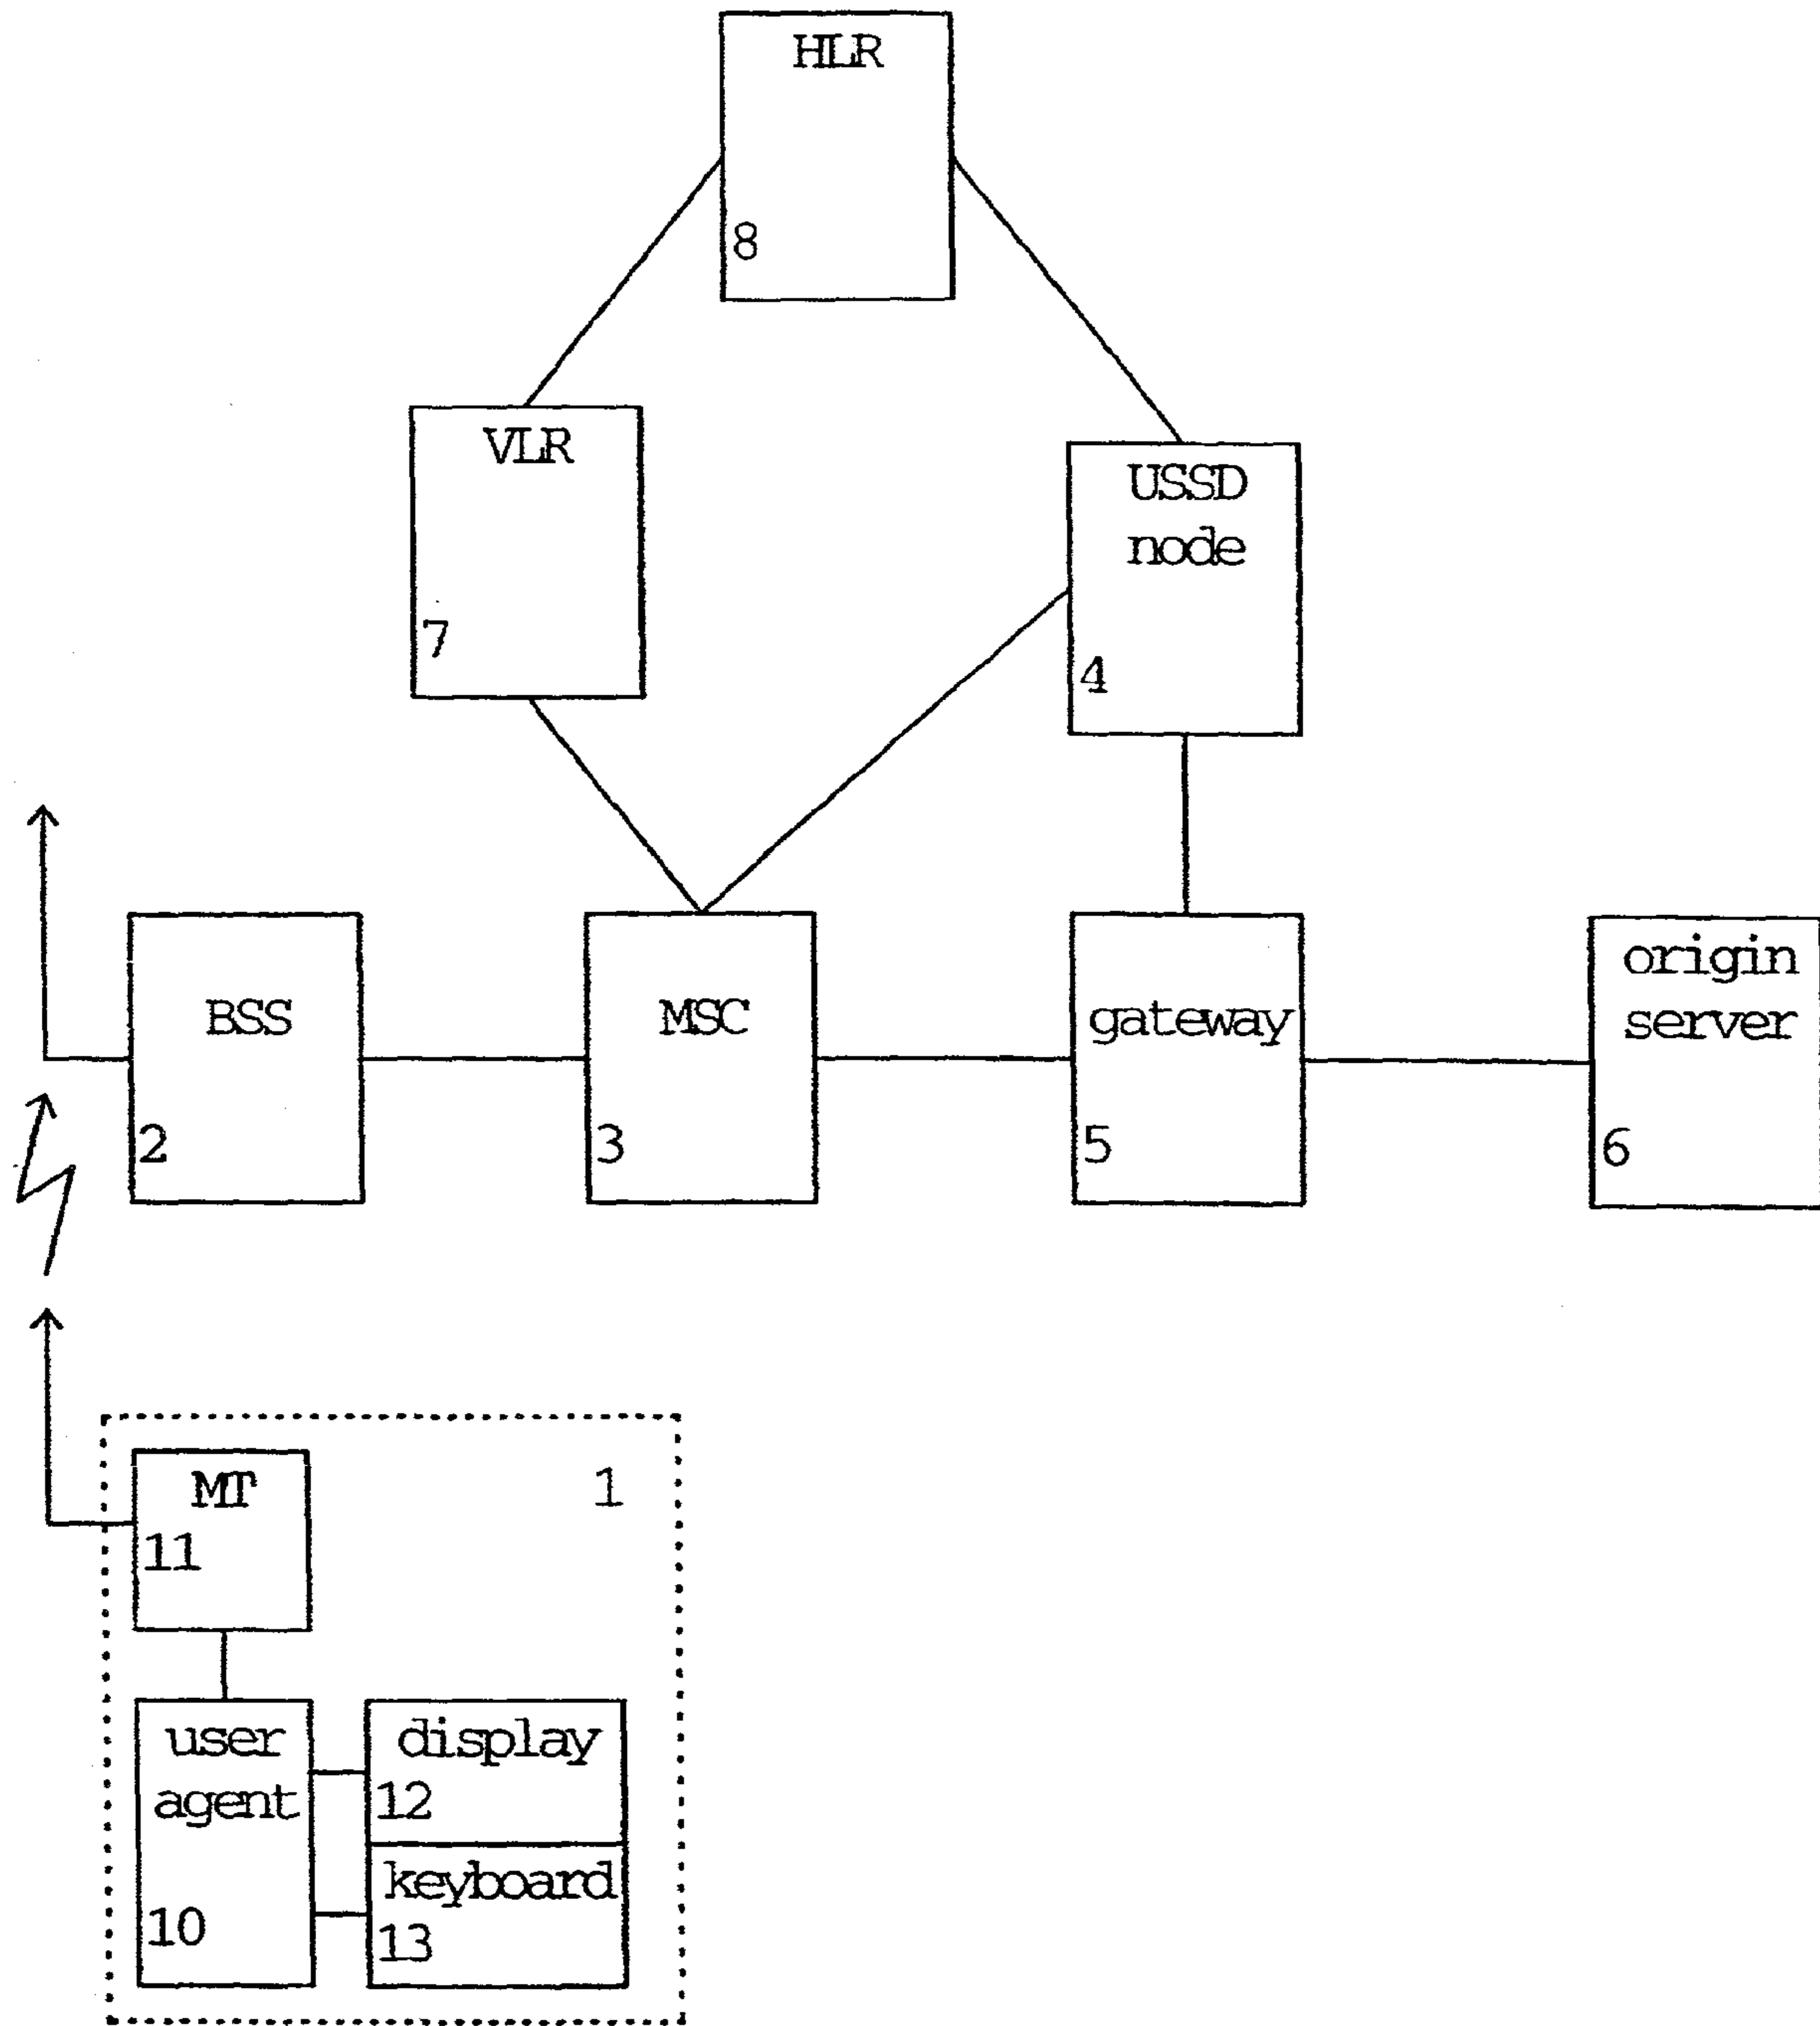 HLR
8
VLR
7
USSD
node
4
BSS
2
MSC
3
gateway
5
origin
server
6
MT
11
1
user
agent
10
display
12
keyboard
13